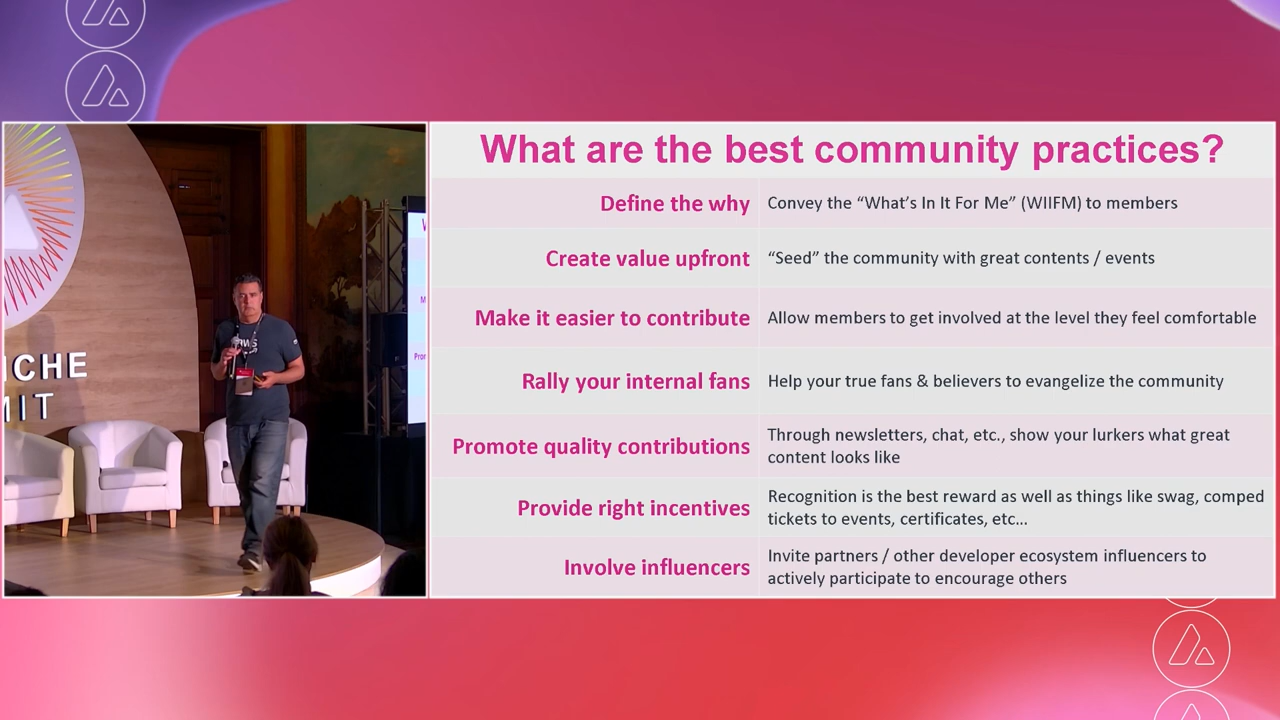 What are the best community practices?
Define the why
Convey the “What’s In It For Me” (WIIFM) to members
Create value upfront
“Seed” the community with great contents / events
Make it easier to contribute
Allow members to get involved at the level they feel comfortable
Rally your internal fans
Help your true fans & believers to evangelize the community
Promote quality contributions
Through newsletters, chat, etc., show your lurkers what great
content looks like
Provide right incentives
Recognition is the best reward as well as things like swag, comped
tickets to events, certificates, etc...
Involve influencers
Invite partners / other developer ecosystem influencers to
actively participate to encourage others
CHE
IT